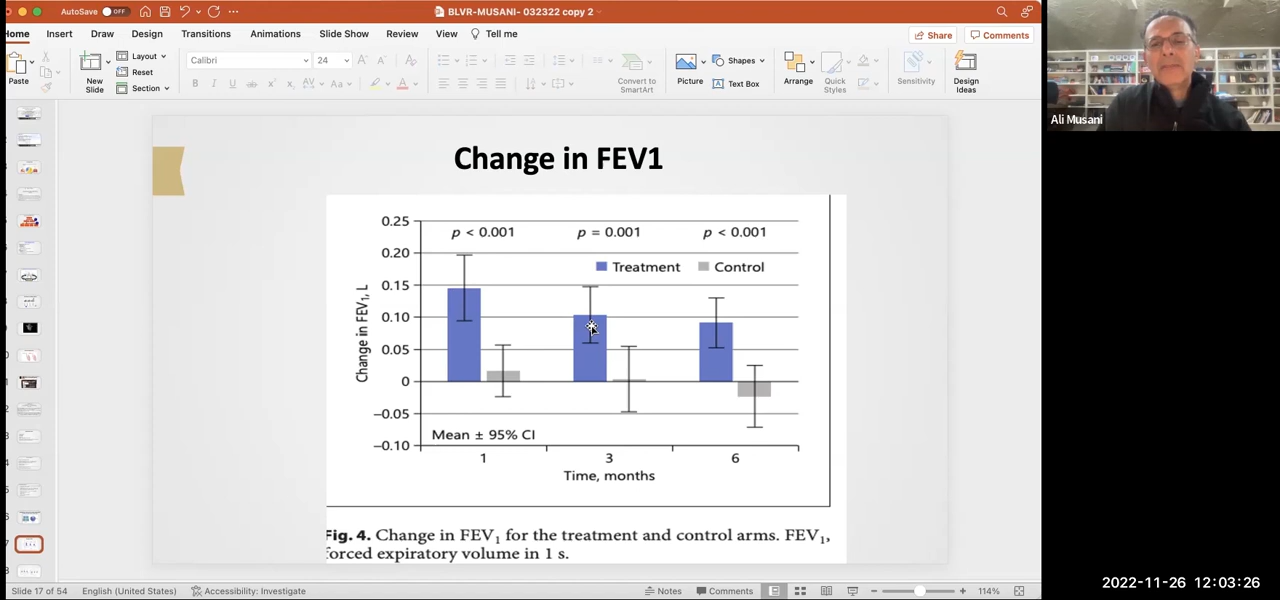 AutoSave OFF
BLVR-MUSANI- 032322 copy 2
Home Insert Draw Design Transitions Animations Slide Show Review View Tell me
Share Comments
Paste
New Slide
Layout
Reset
Section
Calibri 24
Convert to SmartArt
Picture
Shapes
Text Box
Arrange
Quick Styles
Sensitivity
Design Ideas
Ali Musani
Change in FEV1
Change in FEV1, L
0.25
0.20
0.15
0.10
0.05
0
–0.05
–0.10
p < 0.001 p = 0.001 p < 0.001
Treatment Control
Mean ± 95% CI
1 3 6
Time, months
Fig. 4. Change in FEV1 for the treatment and control arms. FEV1,
forced expiratory volume in 1 s.
Slide 17 of 54 English (United States) Accessibility: Investigate
Notes Comments 114%
2022-11-26 12:03:26